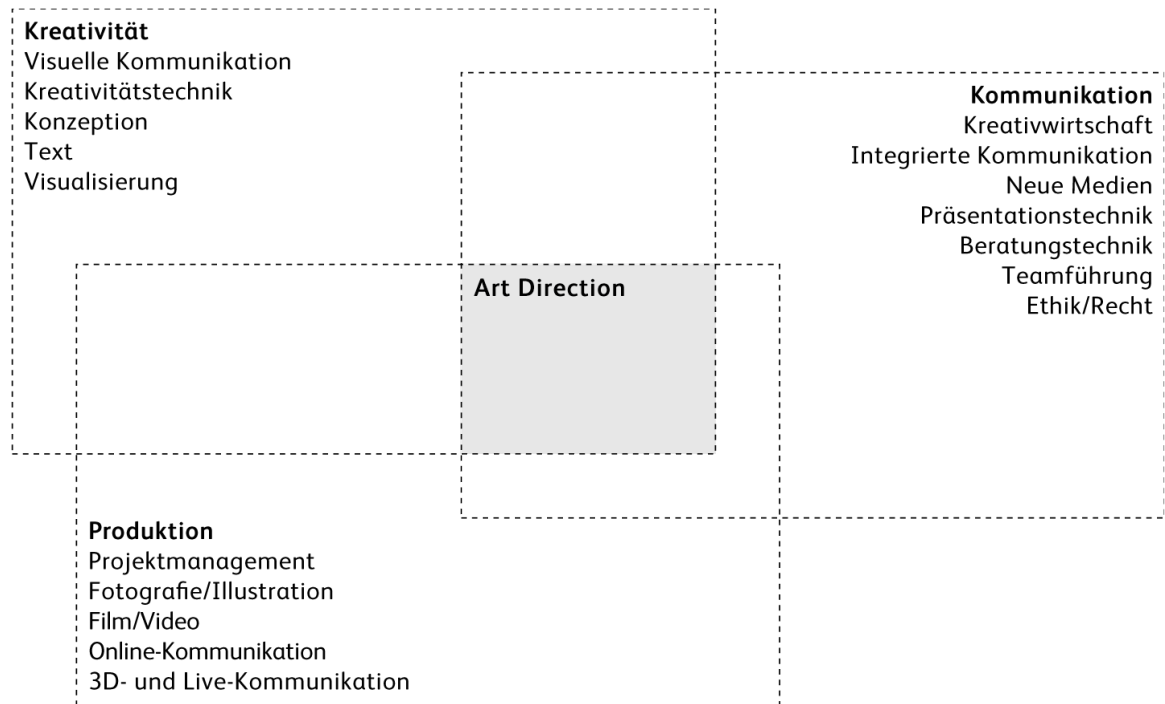 Kreativität
Visuelle Kommunikation
Kreativitätstechnik
Konzeption
Text
Visualisierung
Kommunikation
Kreativwirtschaft
Integrierte Kommunikation
Neue Medien
Präsentationstechnik
Beratungstechnik
Teamführung
Ethik/Recht
Art Direction
Produktion
Projektmanagement
Fotografie/Illustration
Film/Video
Online-Kommunikation
3D- und Live-Kommunikation